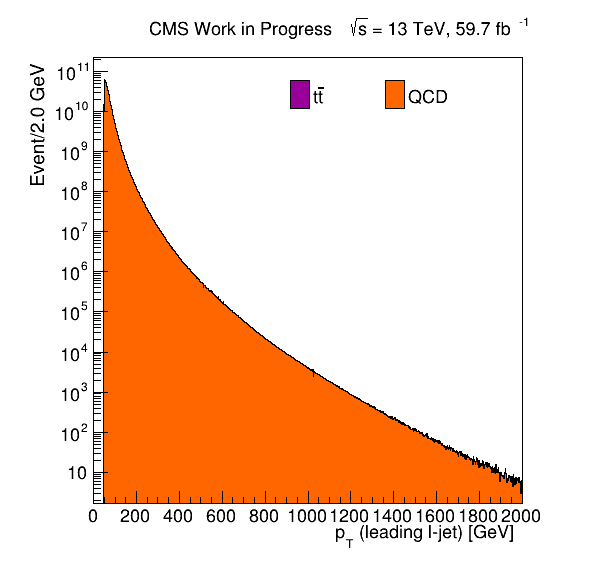 CMS Work in Progress √s = 13 TeV, 59.7 fb⁻¹
Event/2.0 GeV
tt̄ QCD
10¹¹
10¹⁰
10⁹
10⁸
10⁷
10⁶
10⁵
10⁴
10³
10²
10
0 200 400 600 800 1000 1200 1400 1600 1800 2000
p_T (leading l-jet) [GeV]